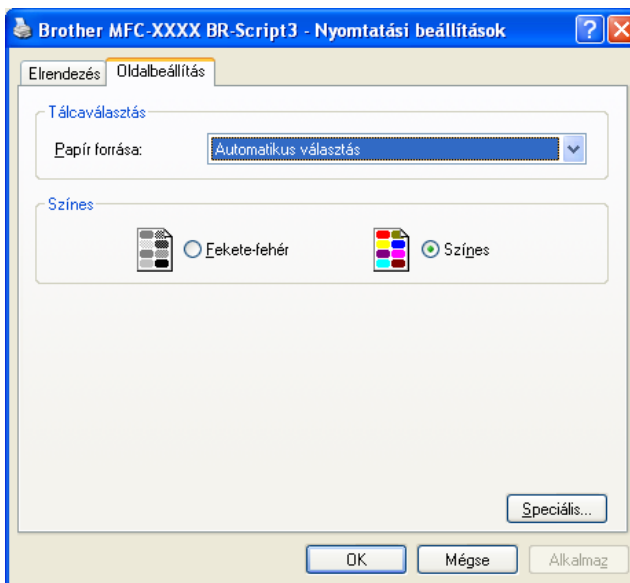 Brother MFC-XXXX BR-Script3 - Nyomtatási beállítások
Elrendezés Oldalbeállítás
Tálcaválasztás
Papír forrása: Automatikus választás
Színes
Fekete-fehér Színes
Speciális...
OK Mégse Alkalmaz